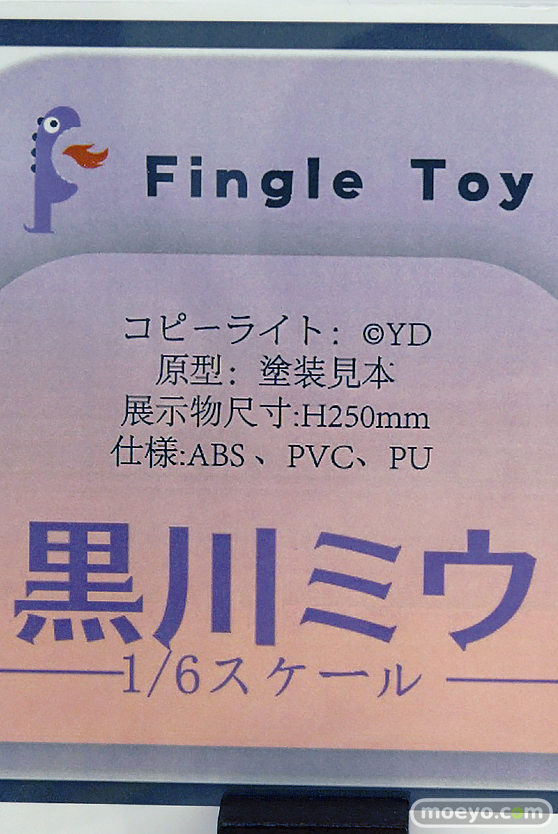 Fingle Toy
コピーライト：©YD
原型：塗装見本
展示物尺寸:H250mm
仕様:ABS、PVC、PU
黒川ミウ
1/6スケール
moeyo.com